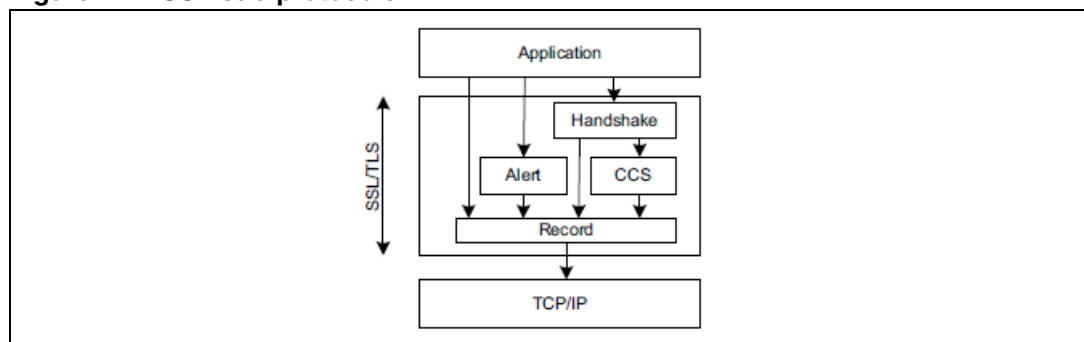 Application
Handshake
SSL/TLS
Alert
CCS
Record
TCP/IP